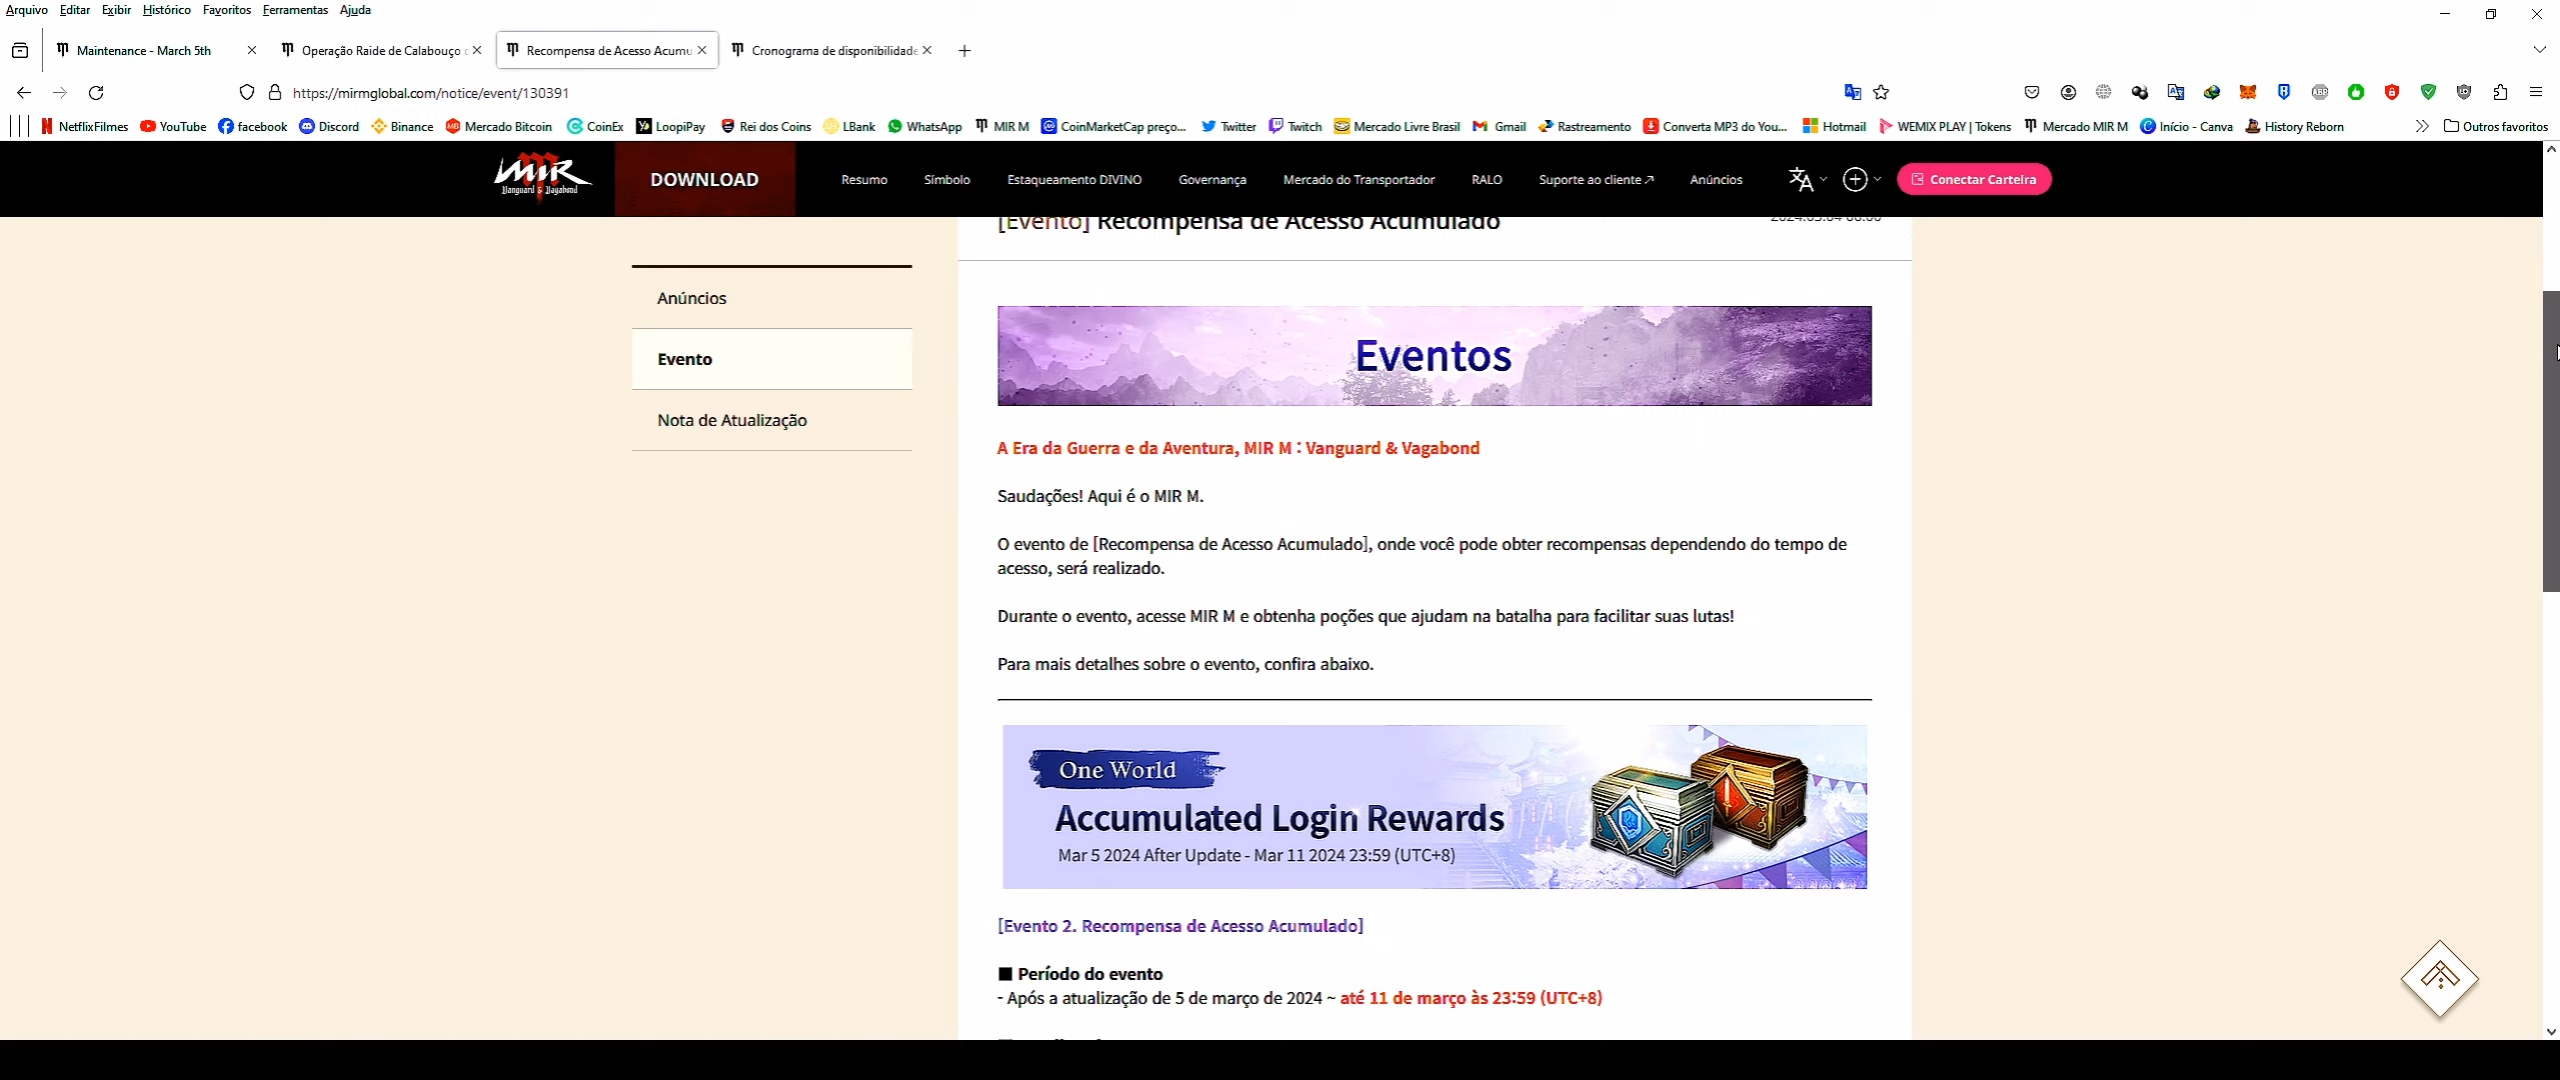 Arquivo Editar Exibir Histórico Favoritos Ferramentas Ajuda
Maintenance - March 5th
Operação Raide de Calabouço
Recompensa de Acesso Acumu
Cronograma de disponibilidade
https://mirmglobal.com/notice/event/130391
NetflixFilmes YouTube facebook Discord Binance Mercado Bitcoin CoinEx LoopiPay Rei dos Coins LBank WhatsApp MIR M CoinMarketCap preço... Twitter Twitch Mercado Livre Brasil Gmail Rastreamento Converta MP3 do You... Hotmail WEMIX PLAY | Tokens Mercado MIR M Início - Canva History Reborn Outros favoritos
MIR
Vanguard & Vagabond
DOWNLOAD
Resumo Símbolo Estaqueamento DIVINO Governança Mercado do Transportador RALO Suporte ao cliente Anúncios
Conectar Carteira
[Evento] Recompensa de Acesso Acumulado
Anúncios
Evento
Nota de Atualização
Eventos
A Era da Guerra e da Aventura, MIR M : Vanguard & Vagabond
Saudações! Aqui é o MIR M.
O evento de [Recompensa de Acesso Acumulado], onde você pode obter recompensas dependendo do tempo de
acesso, será realizado.
Durante o evento, acesse MIR M e obtenha poções que ajudam na batalha para facilitar suas lutas!
Para mais detalhes sobre o evento, confira abaixo.
One World
Accumulated Login Rewards
Mar 5 2024 After Update - Mar 11 2024 23:59 (UTC+8)
[Evento 2. Recompensa de Acesso Acumulado]
■ Período do evento
- Após a atualização de 5 de março de 2024 ~ até 11 de março às 23:59 (UTC+8)